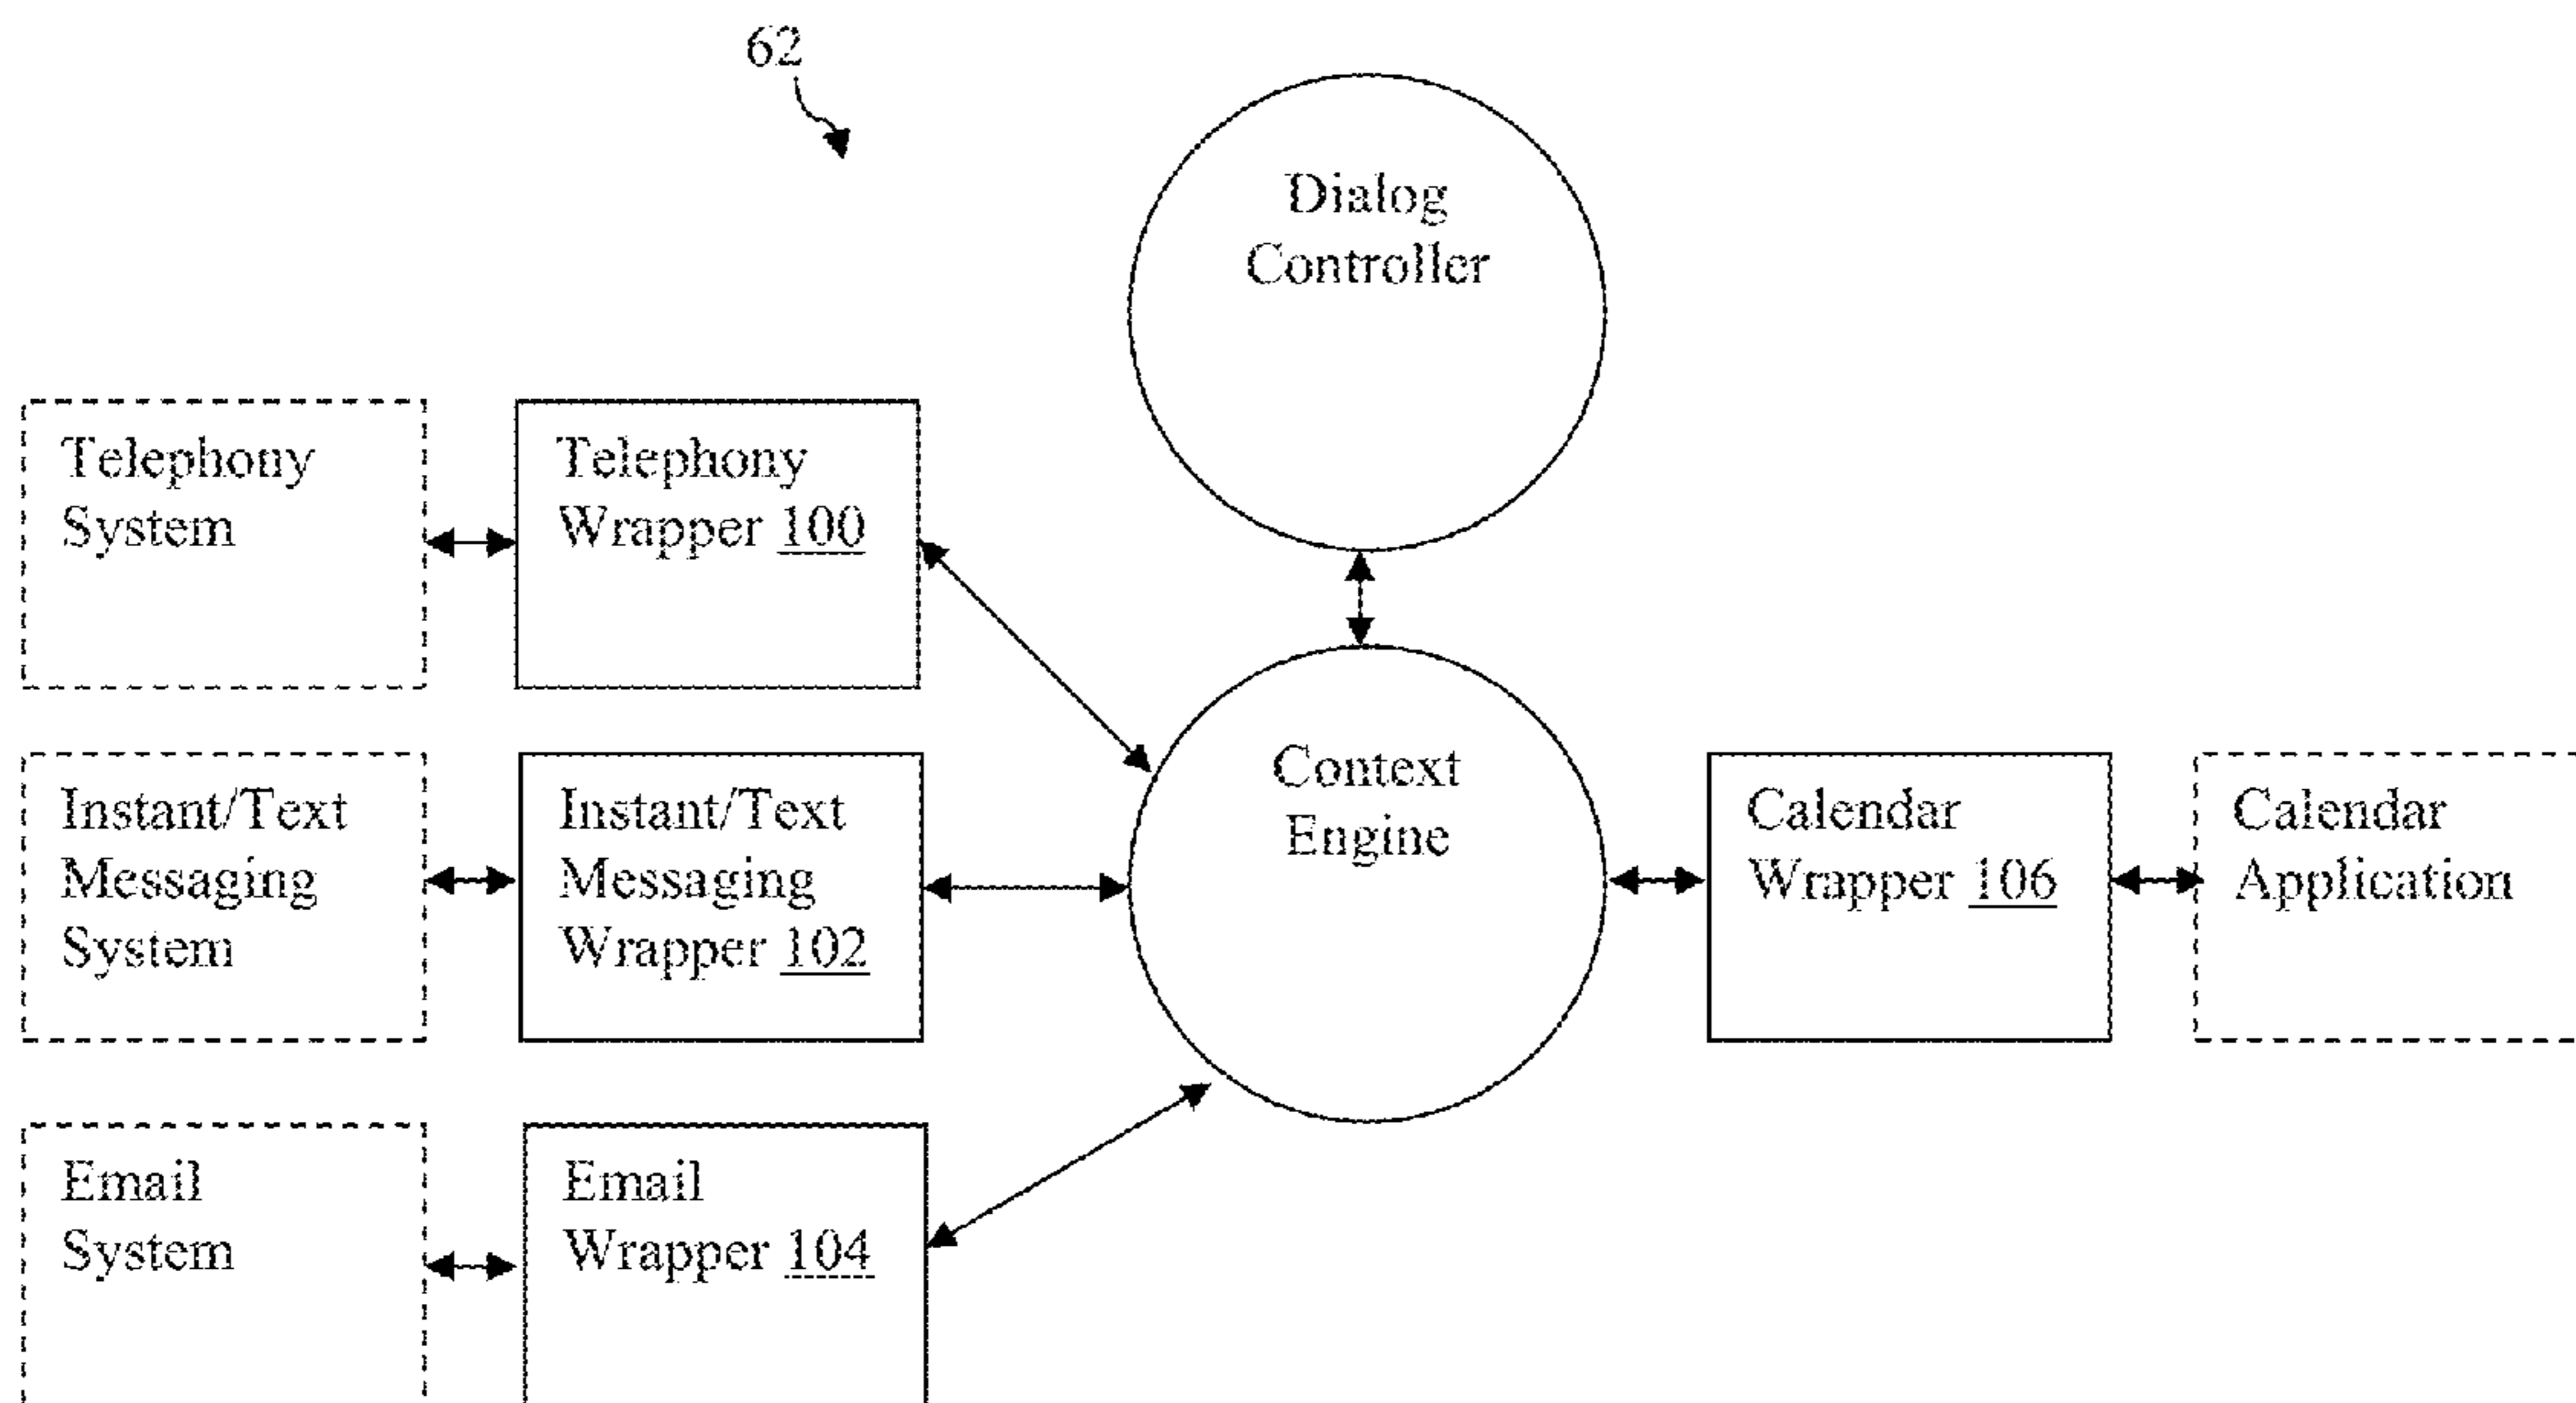 62
Dialog
Controller
Telephony
System
Telephony
Wrapper 100
Instant/Text
Messaging
System
Instant/Text
Messaging
Wrapper 102
Context
Engine
Calendar
Wrapper 106
Calendar
Application
Email
System
Email
Wrapper 104